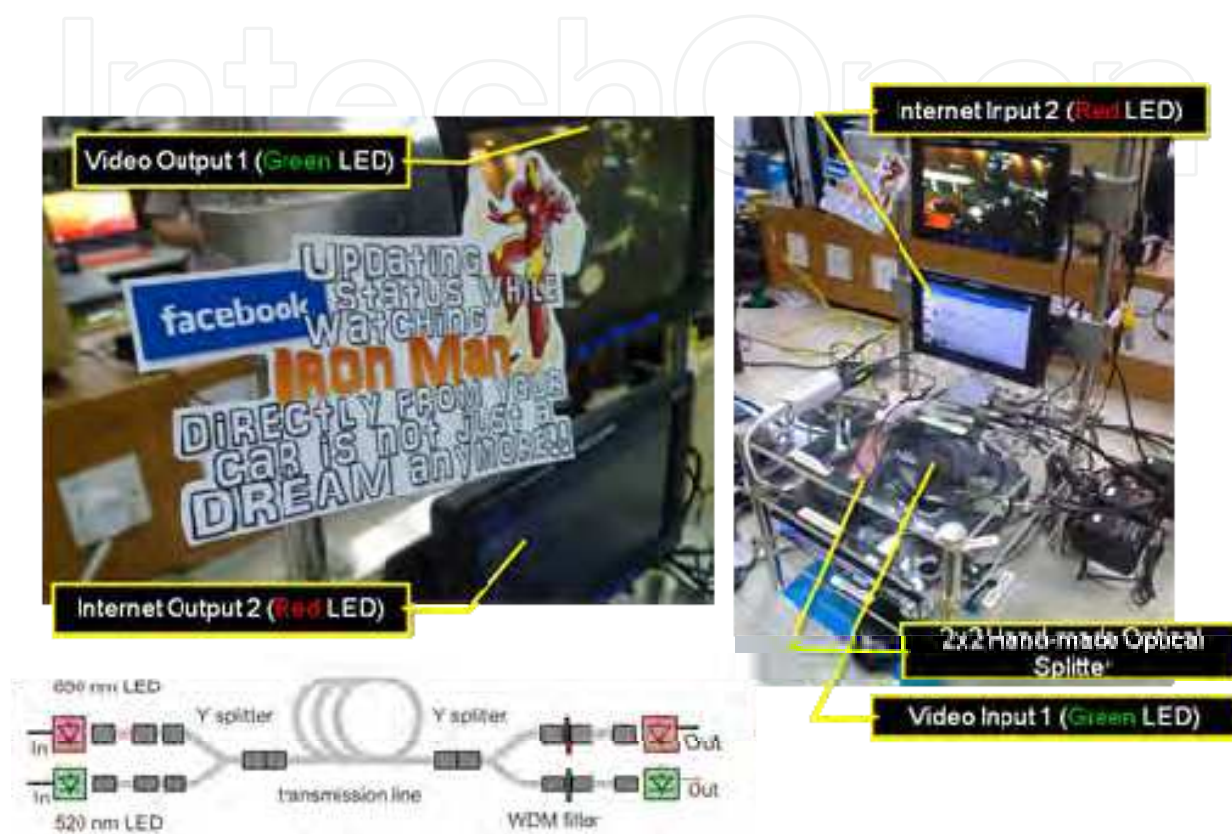 IntechOpen
Internet Input 2 (Red LED)
Video Output 1 (Green LED)
facebook
UPDating
status WHILE
WatCHing
IRon Man
DiRECtLY FROM YOUR
CaR is not JUSt a
DREAM anYMORE!!
Internet Output 2 (Red LED)
2x2 Hand-made Optical
Splitter
Video Input 1 (Green LED)
650 nm LED
Y splitter
Y splitter
In
Out
In
Out
transmission line
520 nm LED
WDM filter